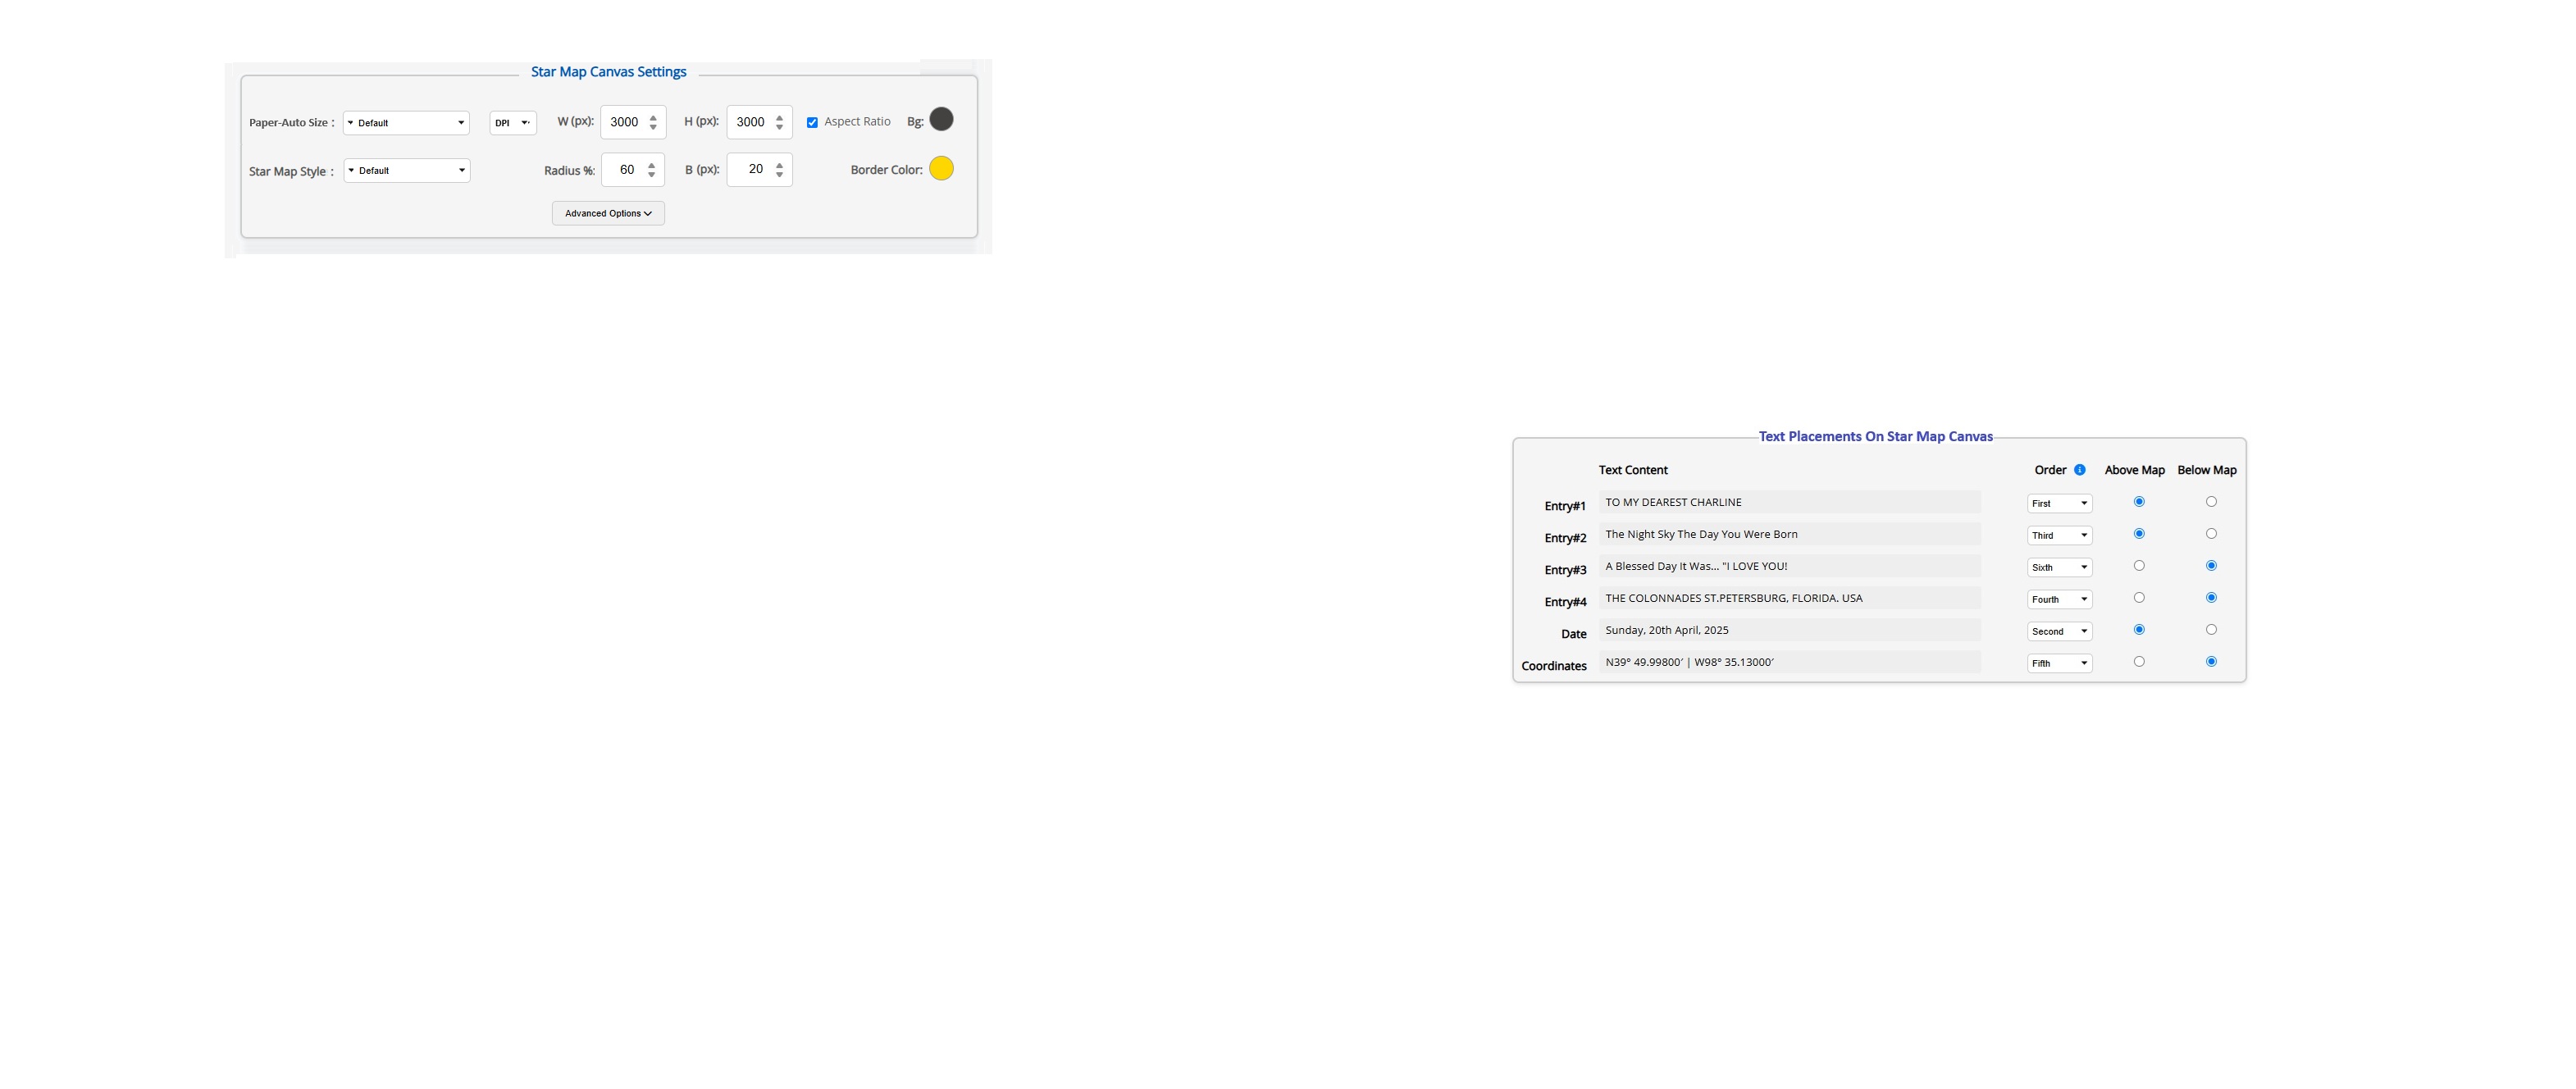 Star Map Canvas Settings
Paper-Auto Size : Default DPI W (px): 3000 H (px): 3000 Aspect Ratio Bg:
Star Map Style : Default Radius %: 60 B (px): 20 Border Color:
Advanced Options
Text Placements On Star Map Canvas
Text Content Order i Above Map Below Map
Entry#1 TO MY DEAREST CHARLINE First
Entry#2 The Night Sky The Day You Were Born Third
Entry#3 A Blessed Day It Was... "I LOVE YOU! Sixth
Entry#4 THE COLONNADES ST.PETERSBURG, FLORIDA. USA Fourth
Date Sunday, 20th April, 2025 Second
Coordinates N39° 49.99800′ | W98° 35.13000′ Fifth